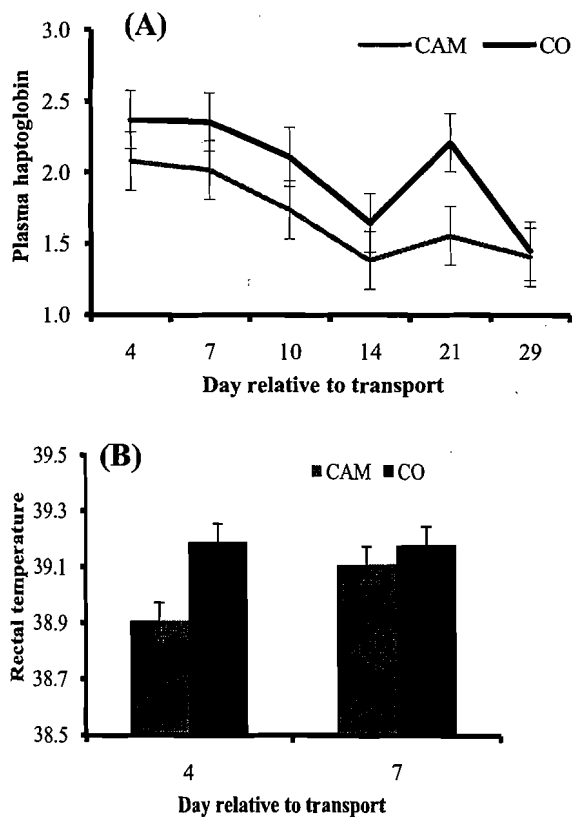 (A)
CAM CO
Plasma haptoglobin
3.0
2.5
2.0
1.5
1.0
4 7 10 14 21 29
Day relative to transport
(B)
CAM CO
Rectal temperature
39.5
39.3
39.1
38.9
38.7
38.5
4 7
Day relative to transport